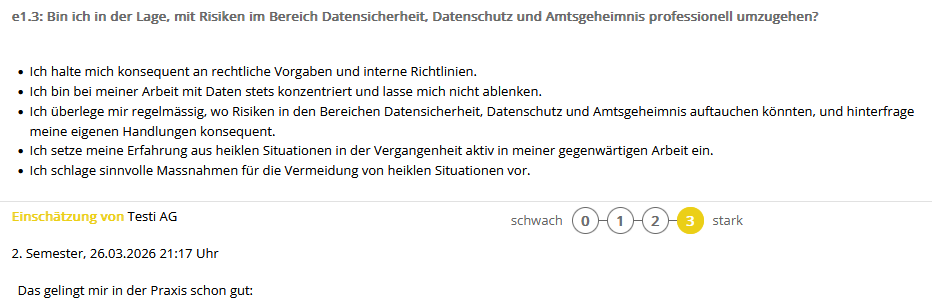 e1.3: Bin ich in der Lage, mit Risiken im Bereich Datensicherheit, Datenschutz und Amtsgeheimnis professionell umzugehen?
• Ich halte mich konsequent an rechtliche Vorgaben und interne Richtlinien.
• Ich bin bei meiner Arbeit mit Daten stets konzentriert und lasse mich nicht ablenken.
• Ich überlege mir regelmässig, wo Risiken in den Bereichen Datensicherheit, Datenschutz und Amtsgeheimnis auftauchen könnten, und hinterfrage
meine eigenen Handlungen konsequent.
• Ich setze meine Erfahrung aus heiklen Situationen in der Vergangenheit aktiv in meiner gegenwärtigen Arbeit ein.
• Ich schlage sinnvolle Massnahmen für die Vermeidung von heiklen Situationen vor.
Einschätzung von Testi AG
schwach 0 1 2 3 stark
2. Semester, 26.03.2026 21:17 Uhr
Das gelingt mir in der Praxis schon gut: